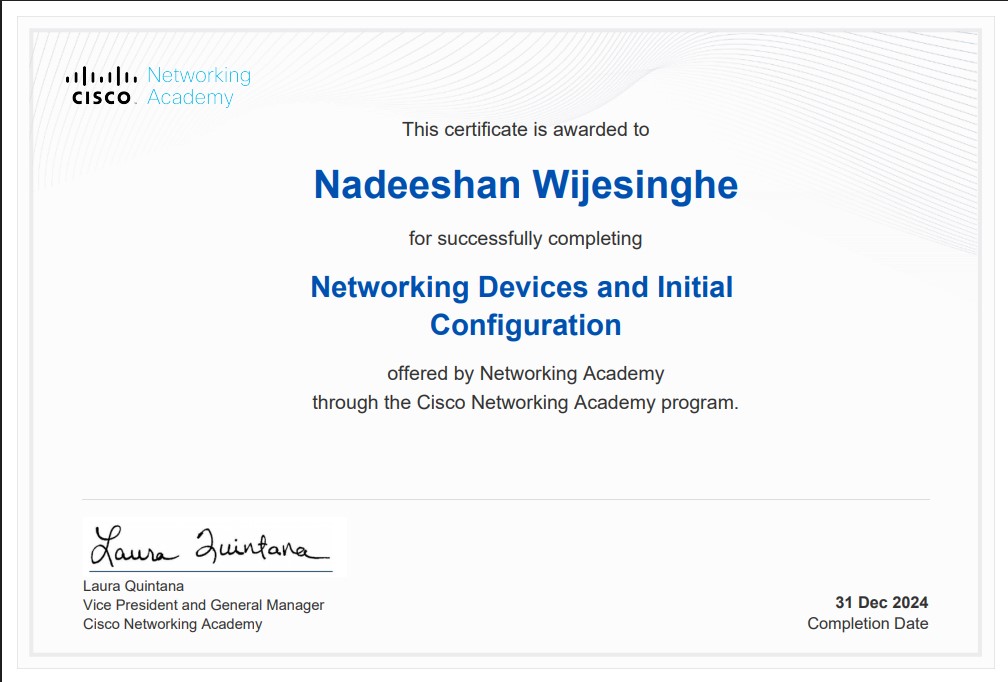 Networking
CISCO Academy
This certificate is awarded to
Nadeeshan Wijesinghe
for successfully completing
Networking Devices and Initial
Configuration
offered by Networking Academy
through the Cisco Networking Academy program.
Laura Quintana
Laura Quintana
Vice President and General Manager
Cisco Networking Academy
31 Dec 2024
Completion Date